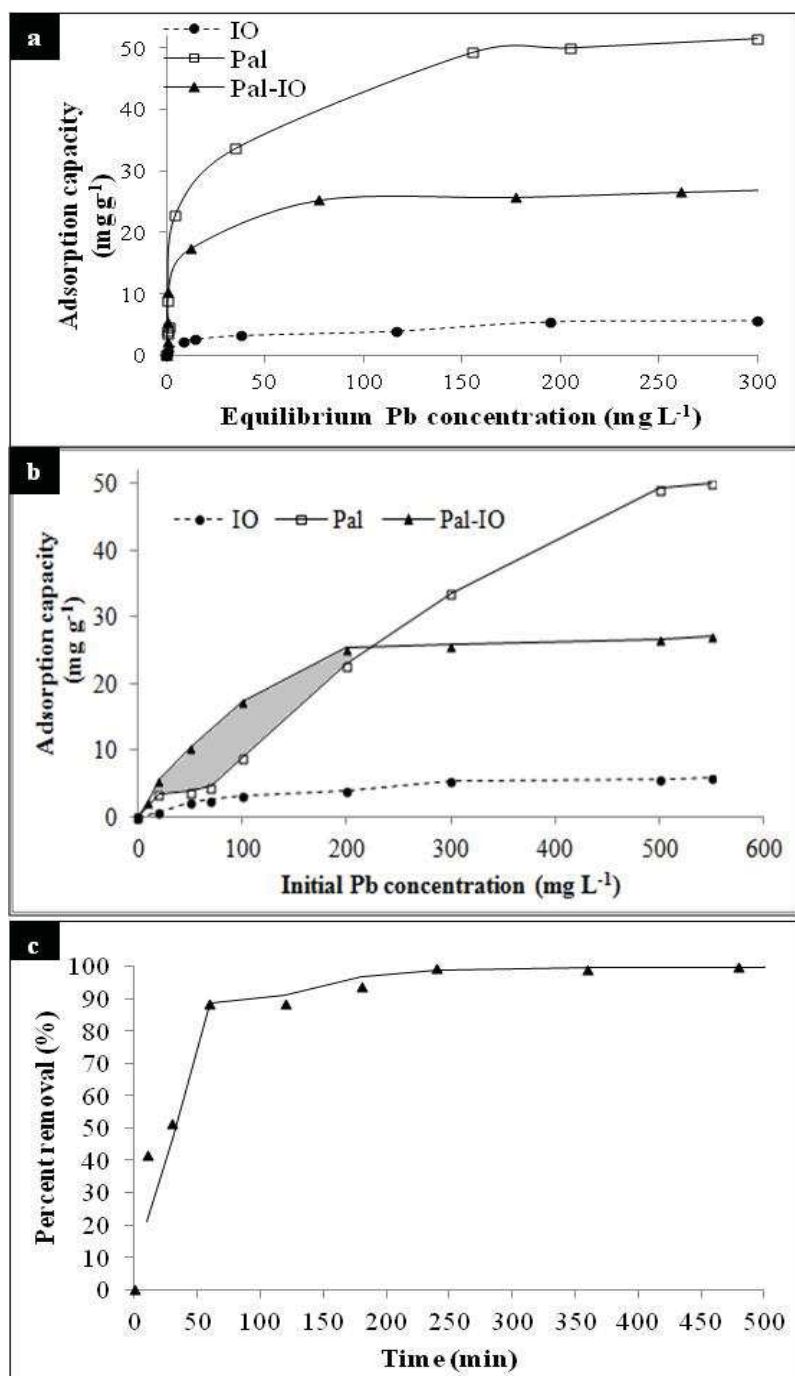 a
IO
Pal
Pal-IO
Adsorption capacity
(mg g-1)
50
40
30
20
10
0
0 50 100 150 200 250 300
Equilibrium Pb concentration (mg L-1)
b
IO Pal Pal-IO
Adsorption capacity
(mg g-1)
50
40
30
20
10
0
0 100 200 300 400 500 600
Initial Pb concentration (mg L-1)
c
Percent removal (%)
100
90
80
70
60
50
40
30
20
10
0
0 50 100 150 200 250 300 350 400 450 500
Time (min)